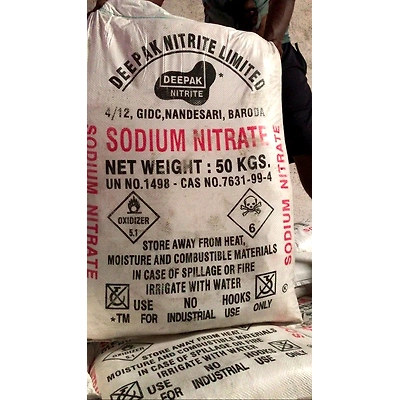 DEEPAK NITRITE LIMITED
DEEPAK *
NITRITE
4/12, GIDC,NANDESARI, BARODA
SODIUM NITRATE
NET WEIGHT : 50 KGS.
UN NO.1498 - CAS NO.7631-99-4
OXIDIZER
5.1
6
STORE AWAY FROM HEAT,
MOISTURE AND COMBUSTIBLE MATERIALS
IN CASE OF SPILLAGE OR FIRE
IRRIGATE WITH WATER
USE NO HOOKS
*TM FOR INDUSTRIAL USE ONLY
®
SODIUM NITRATE
SODIUM NITRATE
OXIDIZER
5.1
STORE AWAY FROM HEAT,
MOISTURE AND COMBUSTIBLE MATERIALS
IN CASE OF SPILLAGE OR FIRE
IRRIGATE WITH WATER
USE NO HOOKS
*TM FOR INDUSTRIAL USE ONLY